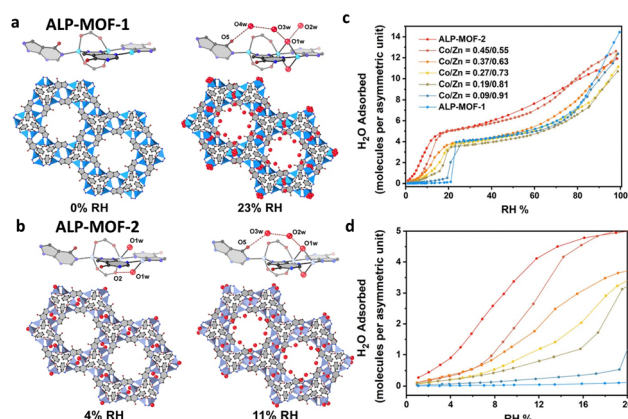 a ALP-MOF-1
O4w
O3w
O2w
O5
O1w
0% RH
23% RH
b ALP-MOF-2
O1w
O2
O1w
O3w
O2w
O5
O1w
4% RH
11% RH
c
H₂O Adsorbed
(molecules per asymmetric unit)
14
12
10
8
6
4
2
0
ALP-MOF-2
Co/Zn = 0.45/0.55
Co/Zn = 0.37/0.63
Co/Zn = 0.27/0.73
Co/Zn = 0.19/0.81
Co/Zn = 0.09/0.91
ALP-MOF-1
0 20 40 60 80 100
RH %
d
H₂O Adsorbed
(molecules per asymmetric unit)
5
4
3
2
1
0
0 4 8 12 16 20
RH %